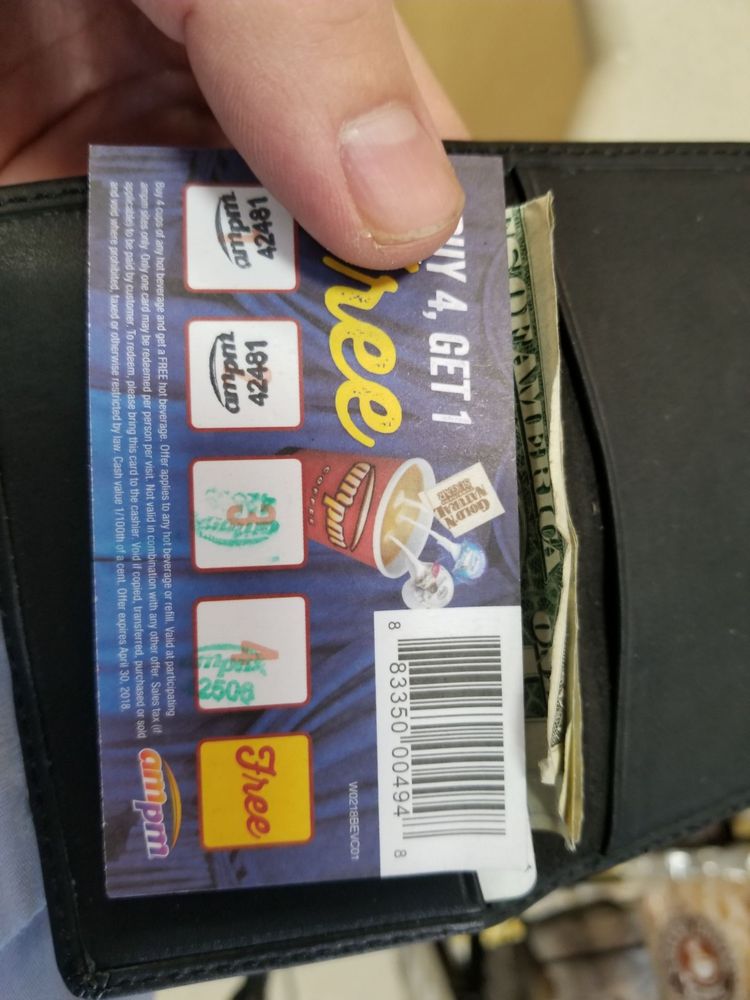 BUY 4, GET 1
Free
ampm
COFFEE
GOLD'N
NATURAL
SUGAR
42481
ampm
42481
ampm
3
4
ampm
2508
Free
8 83350 00494 8
W0218BEVC01
Buy 4 cups of any hot beverage and get a FREE hot beverage. Offer applies to any hot beverage or refill. Valid at participating
ampm sites only. Only one card may be redeemed per person per visit. Not valid in combination with any other offer. Sales tax (if
applicable) to be paid by customer. To redeem, please bring this card to the cashier. Void if copied, transferred, purchased or sold
and void where prohibited, taxed or otherwise restricted by law. Cash value 1/100th of a cent. Offer expires April 30, 2018.
ampm
OF AMERICA